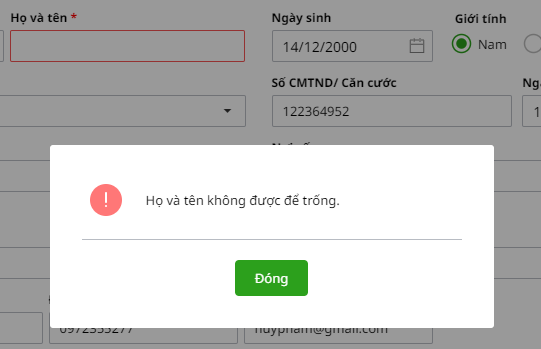 Họ và tên *
Ngày sinh
Giới tính
14/12/2000
Nam
Số CMTND/ Căn cước
122364952
Họ và tên không được để trống.
Đóng
0972355277
huypham@gmail.com